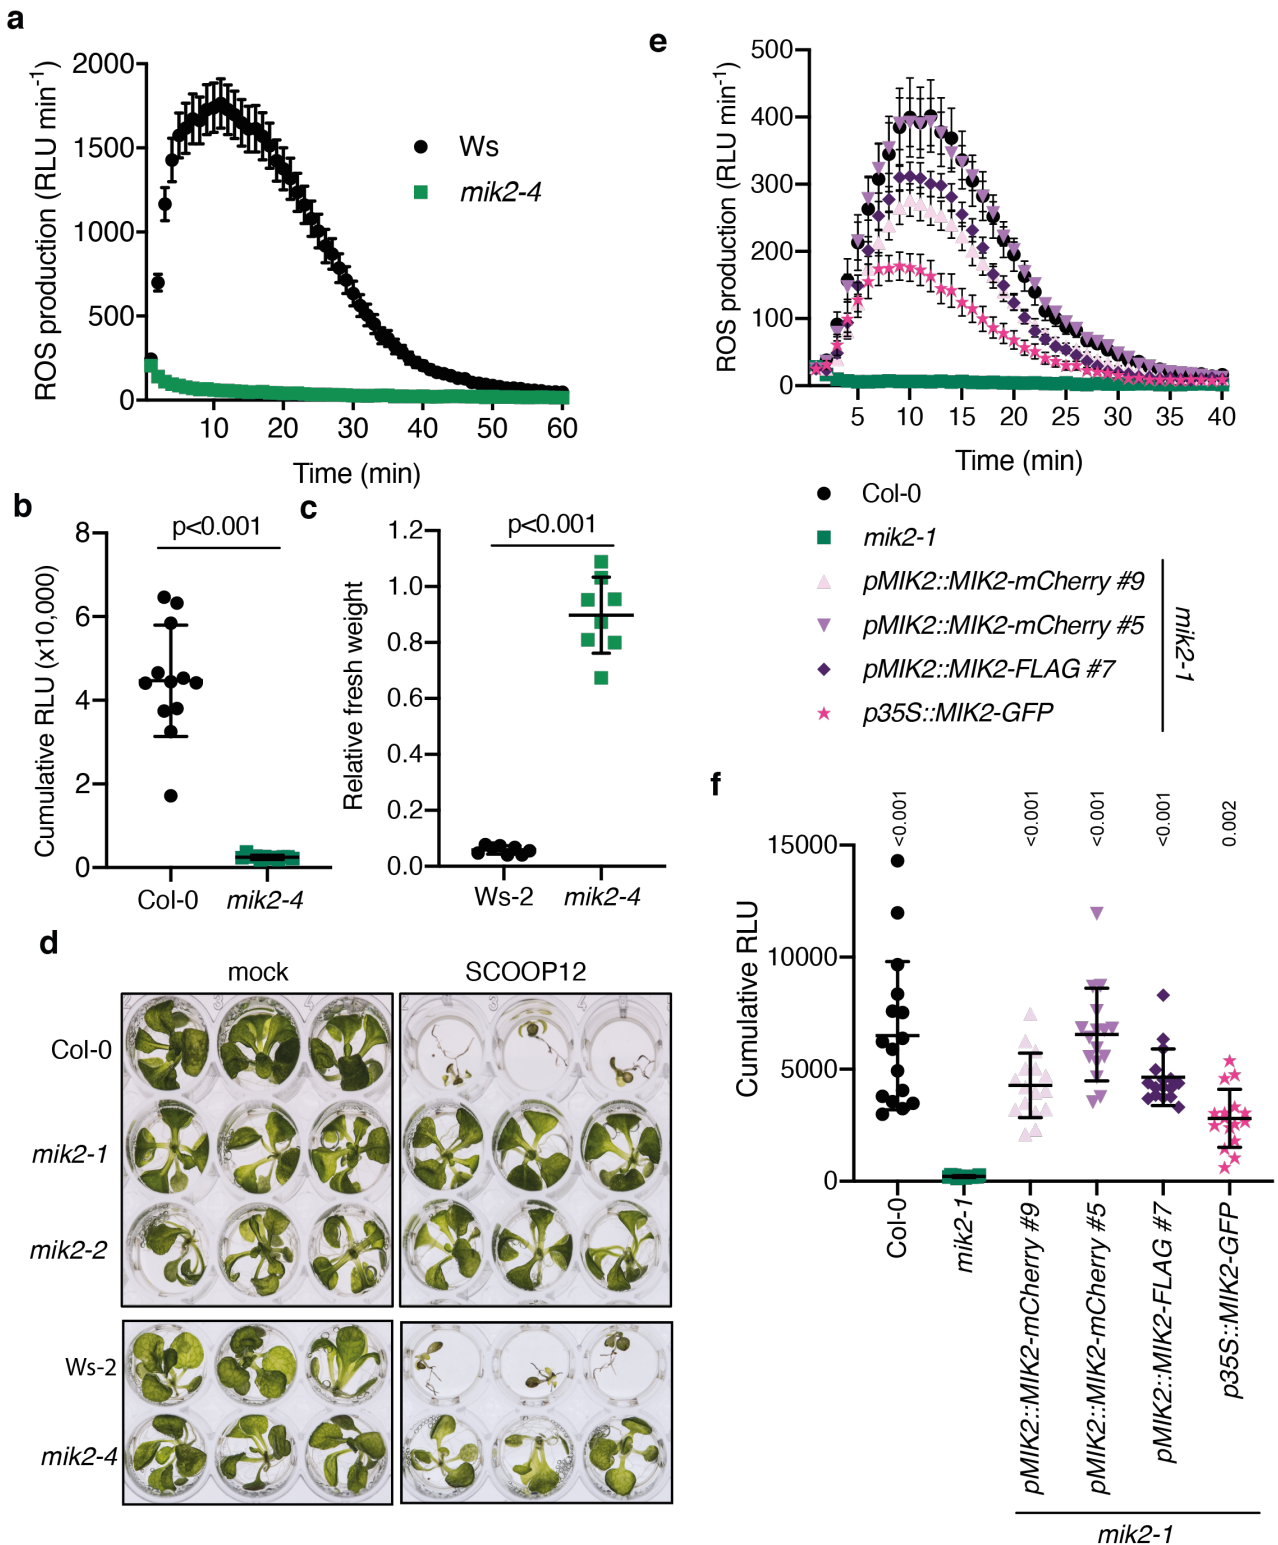 a
2000
1500
1000
500
0
ROS production (RLU min⁻¹)
10 20 30 40 50 60
Time (min)
Ws
mik2-4
b
8
6
4
2
0
Cumulative RLU (x10,000)
p<0.001
Col-0 mik2-4
c
1.2
1.0
0.8
0.6
0.4
0.2
0.0
Relative fresh weight
p<0.001
Ws-2 mik2-4
d
mock SCOOP12
Col-0
mik2-1
mik2-2
Ws-2
mik2-4
e
500
400
300
200
100
0
ROS production (RLU min⁻¹)
5 10 15 20 25 30 35 40
Time (min)
Col-0
mik2-1
pMIK2::MIK2-mCherry #9
pMIK2::MIK2-mCherry #5
pMIK2::MIK2-FLAG #7
p35S::MIK2-GFP
mik2-1
f
<0.001 <0.001 <0.001 <0.001 0.002
15000
10000
5000
0
Cumulative RLU
Col-0
mik2-1
pMIK2::MIK2-mCherry #9
pMIK2::MIK2-mCherry #5
pMIK2::MIK2-FLAG #7
p35S::MIK2-GFP
mik2-1